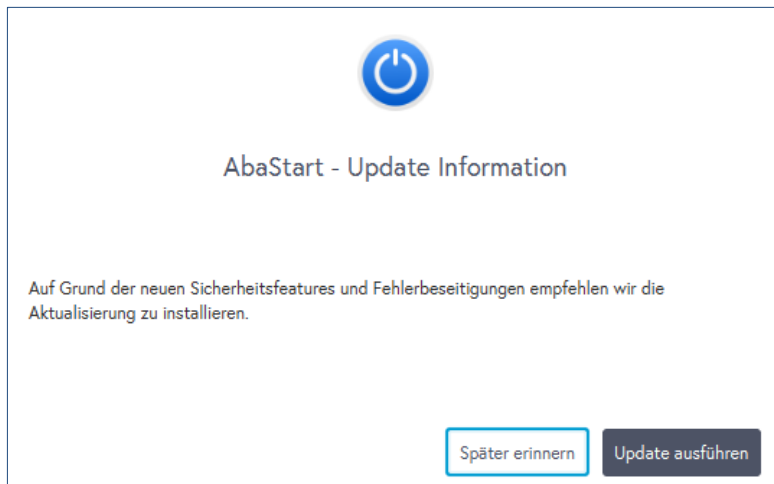 AbaStart - Update Information
Auf Grund der neuen Sicherheitsfeatures und Fehlerbeseitigungen empfehlen wir die
Aktualisierung zu installieren.
Später erinnern
Update ausführen